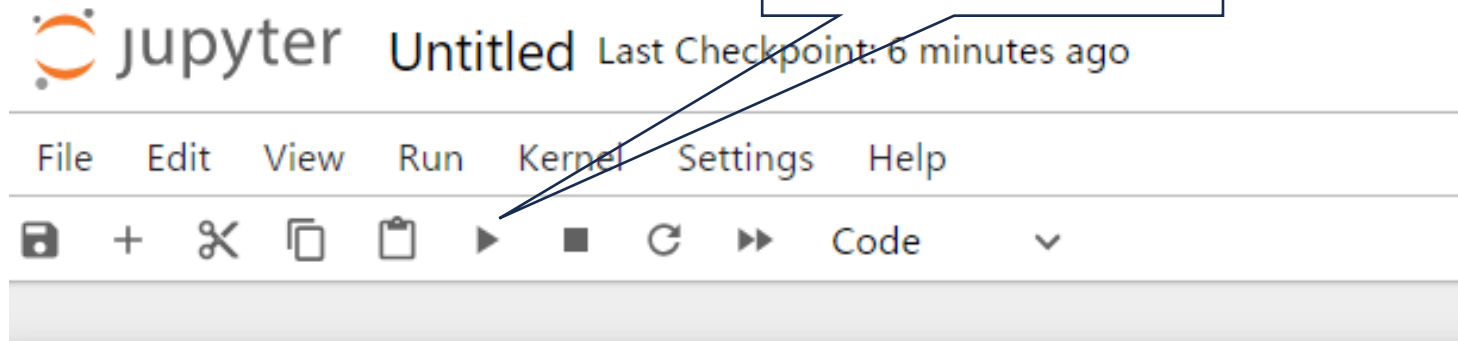 jupyter Untitled Last Checkpoint: 6 minutes ago
File Edit View Run Kernel Settings Help
Code